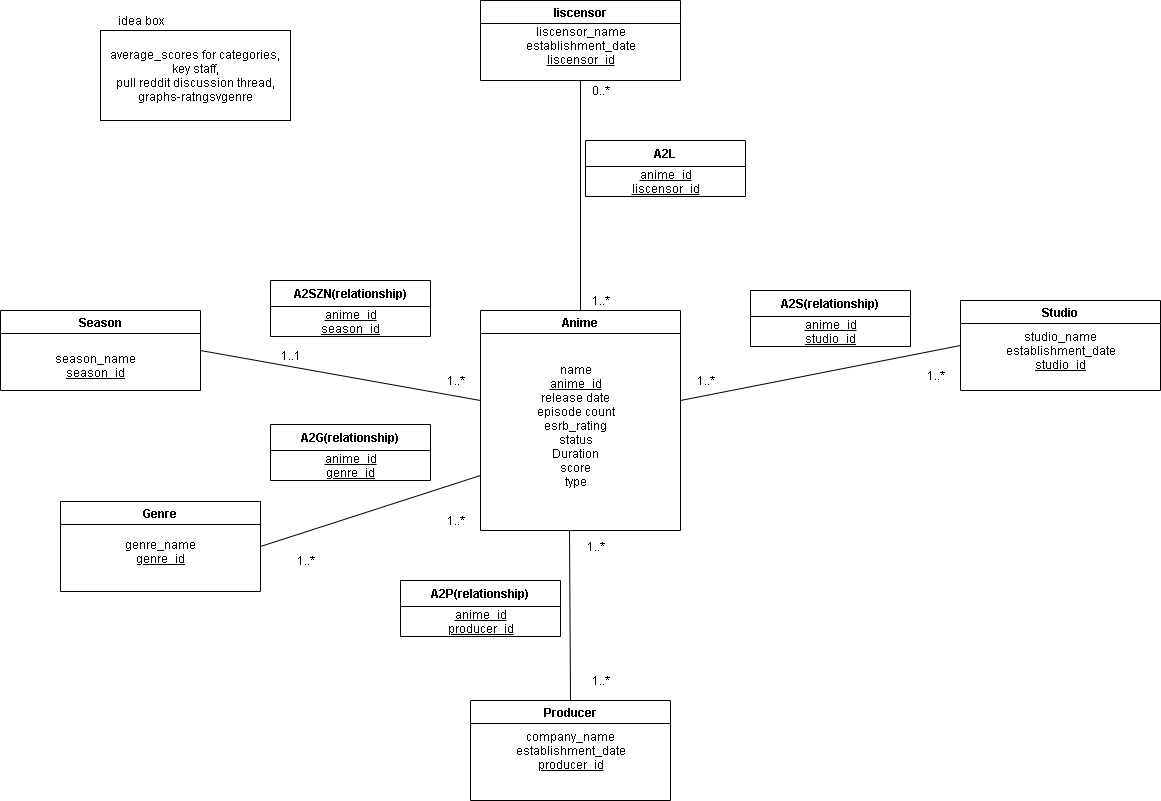 idea box
average_scores for categories,
key staff,
pull reddit discussion thread,
graphs-ratngsvgenre
liscensor
liscensor_name
establishment_date
liscensor_id
0..*
A2L
anime_id
liscensor_id
1..*
A2SZN(relationship)
anime_id
season_id
Season
season_name
season_id
1..1
1..*
Anime
name
anime_id
release date
episode count
esrb_rating
status
Duration
score
type
A2S(relationship)
anime_id
studio_id
1..*
1..*
Studio
studio_name
establishment_date
studio_id
A2G(relationship)
anime_id
genre_id
1..*
1..*
Genre
genre_name
genre_id
1..*
A2P(relationship)
anime_id
producer_id
1..*
Producer
company_name
establishment_date
producer_id